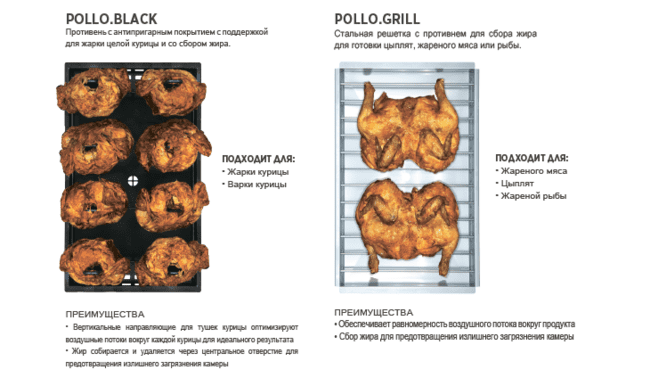 POLLO.BLACK
Противень с антипригарным покрытием с поддержкой
для жарки целой курицы и со сбором жира.
ПОДХОДИТ ДЛЯ:
• Жарки курицы
• Варки курицы
ПРЕИМУЩЕСТВА
• Вертикальные направляющие для тушек курицы оптимизируют
воздушные потоки вокруг каждой курицы для идеального результата
• Жир собирается и удаляется через центральное отверстие для
предотвращения излишнего загрязнения камеры
POLLO.GRILL
Стальная решетка с противнем для сбора жира
для готовки цыплят, жареного мяса или рыбы.
ПОДХОДИТ ДЛЯ:
• Жареного мяса
• Цыплят
• Жареной рыбы
ПРЕИМУЩЕСТВА
• Обеспечивает равномерность воздушного потока вокруг продукта
• Сбор жира для предотвращения излишнего загрязнения камеры